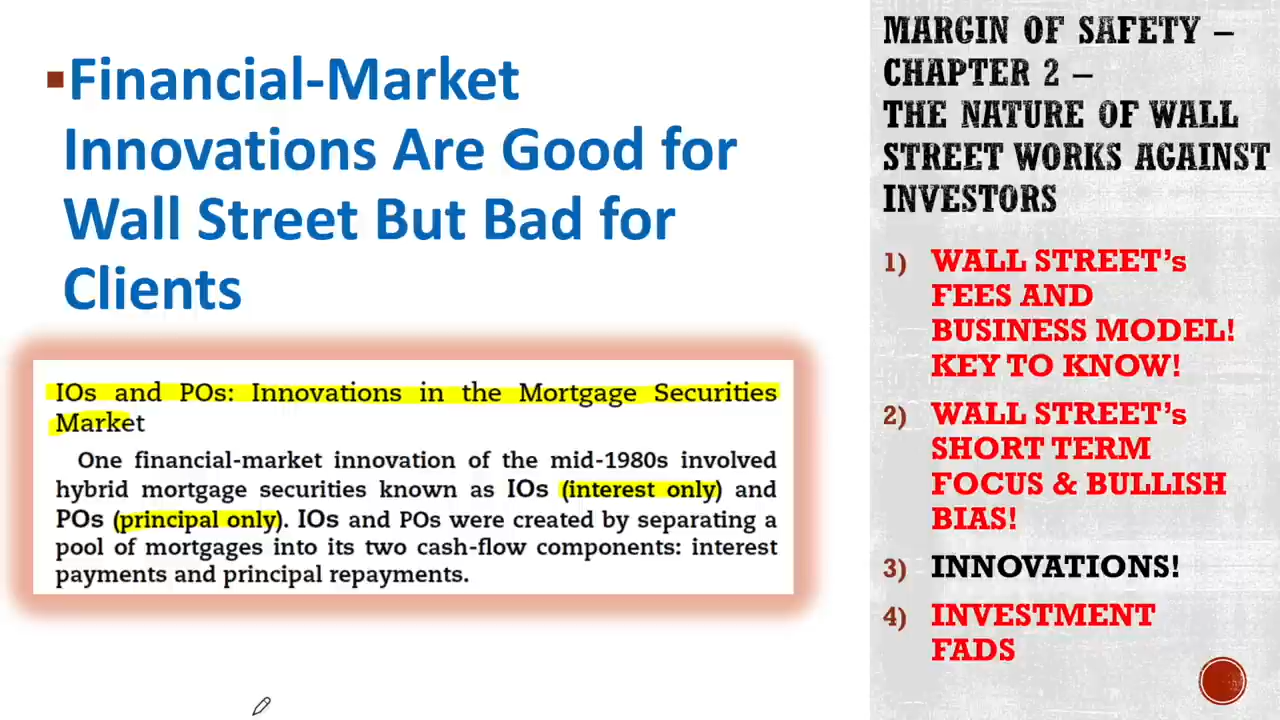 ▪Financial-Market
Innovations Are Good for
Wall Street But Bad for
Clients
IOs and POs: Innovations in the Mortgage Securities
Market
One financial-market innovation of the mid-1980s involved
hybrid mortgage securities known as IOs (interest only) and
POs (principal only). IOs and POs were created by separating a
pool of mortgages into its two cash-flow components: interest
payments and principal repayments.
MARGIN OF SAFETY –
CHAPTER 2 –
THE NATURE OF WALL
STREET WORKS AGAINST
INVESTORS
1) WALL STREET's
FEES AND
BUSINESS MODEL!
KEY TO KNOW!
2) WALL STREET's
SHORT TERM
FOCUS & BULLISH
BIAS!
3) INNOVATIONS!
4) INVESTMENT
FADS